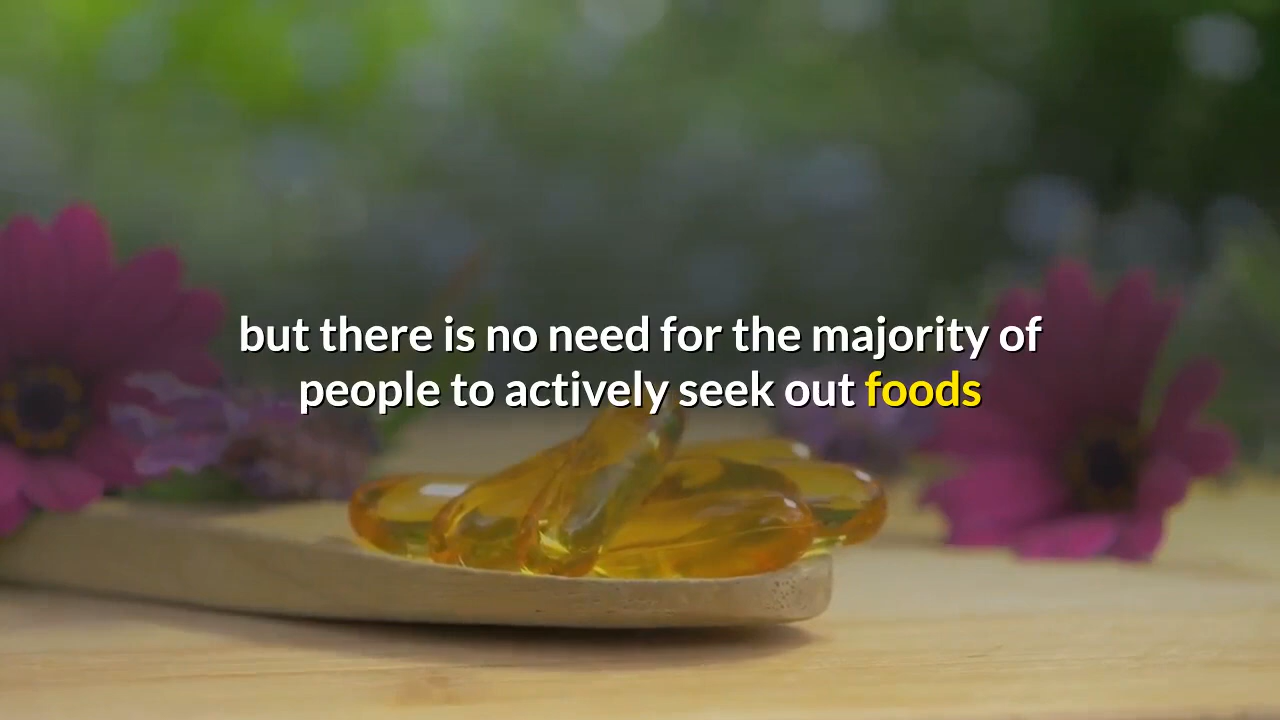 but there is no need for the majority of
people to actively seek out foods